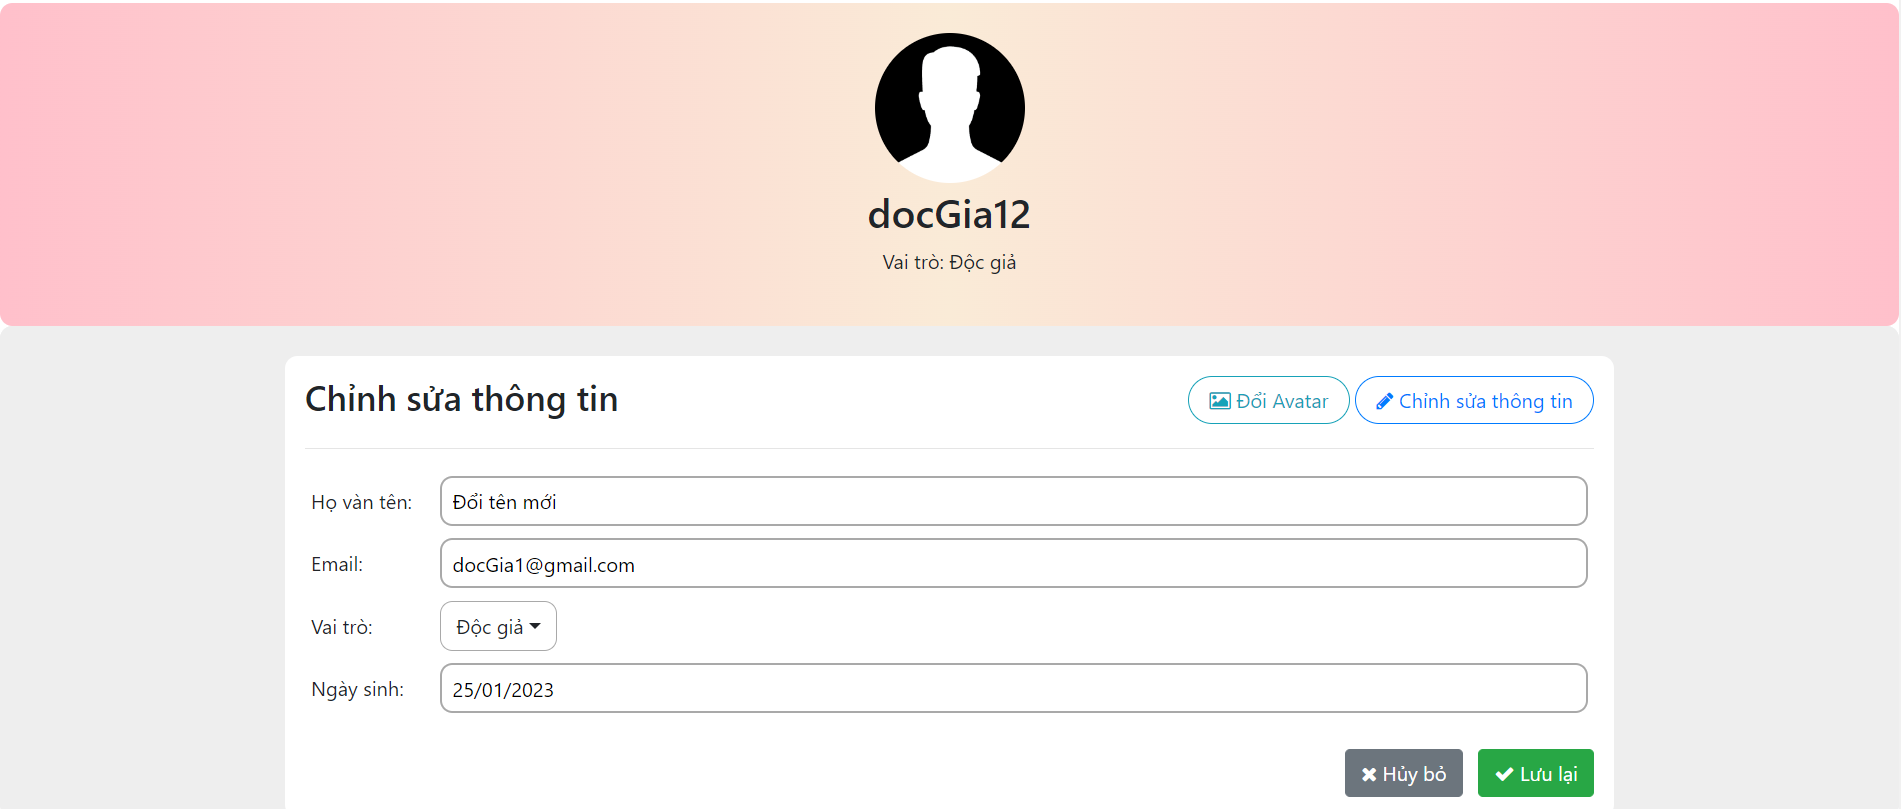 docGia12
Vai trò: Độc giả
Chỉnh sửa thông tin
Đổi Avatar
Chỉnh sửa thông tin
Họ vàn tên:
Đổi tên mới
Email:
docGia1@gmail.com
Vai trò:
Độc giả
Ngày sinh:
25/01/2023
Hủy bỏ
Lưu lại